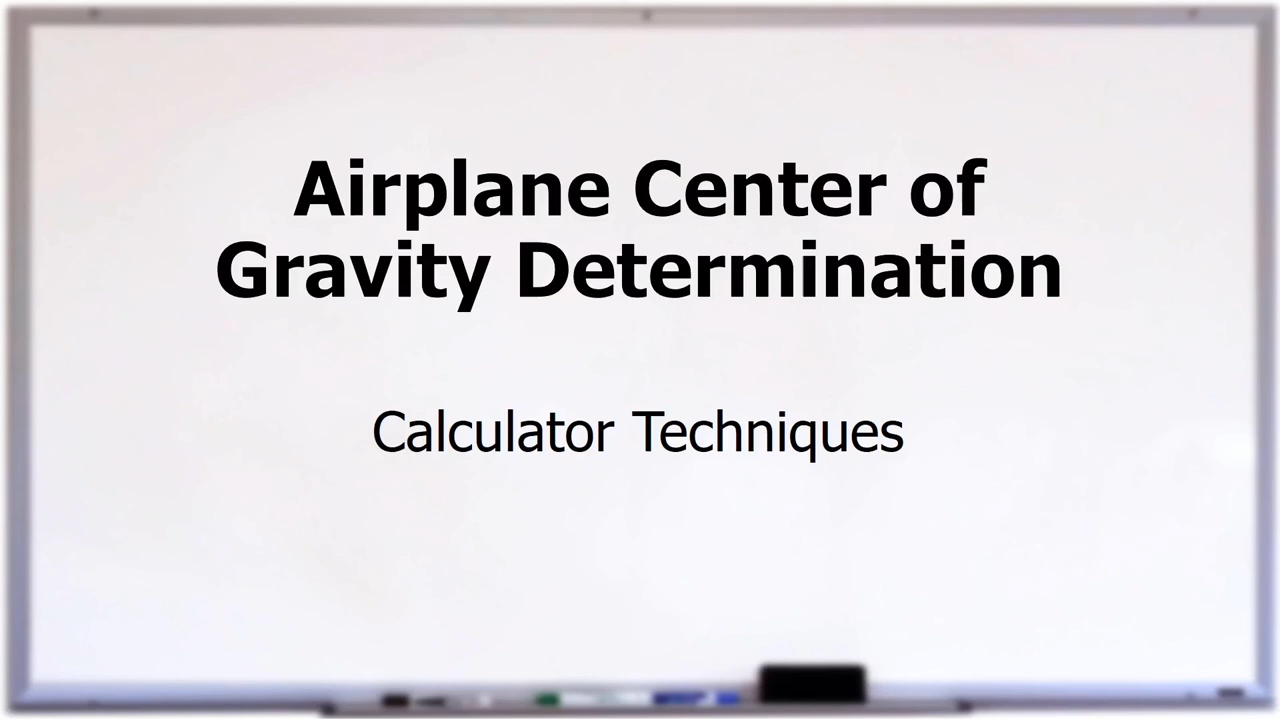 Airplane Center of
Gravity Determination
Calculator Techniques